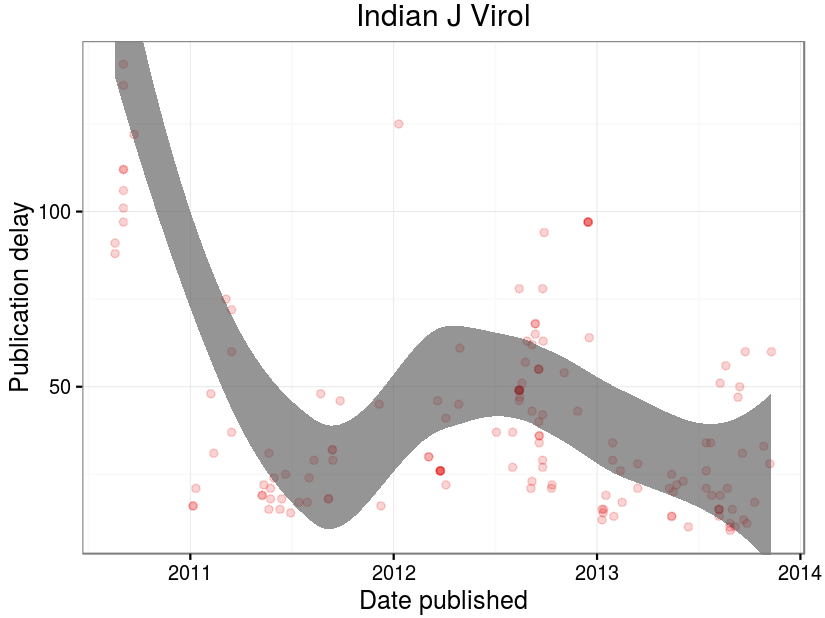 Indian J Virol
Publication delay
100
50
2011
2012
2013
2014
Date published